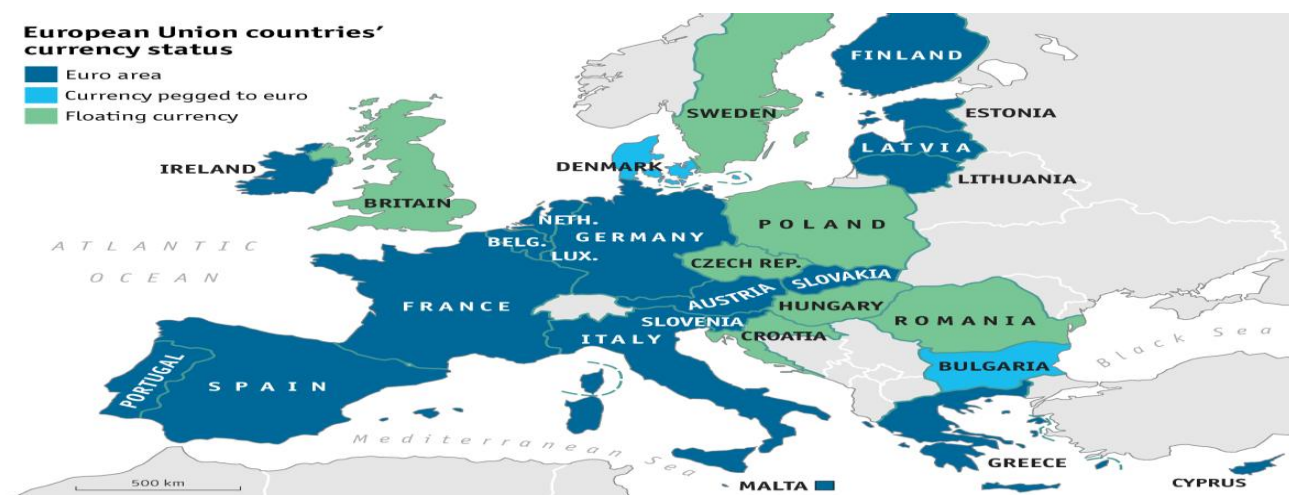 European Union countries'
currency status
Euro area
Currency pegged to euro
Floating currency
FINLAND
SWEDEN
ESTONIA
LATVIA
LITHUANIA
IRELAND
DENMARK
BRITAIN
NETH.
BELG.
GERMANY
LUX.
POLAND
CZECH REP.
SLOVAKIA
ATLANTIC
OCEAN
FRANCE
AUSTRIA
HUNGARY
SLOVENIA
ROMANIA
ITALY
CROATIA
Black Sea
PORTUGAL
SPAIN
BULGARIA
Mediterranean Sea
GREECE
500 km
MALTA
CYPRUS